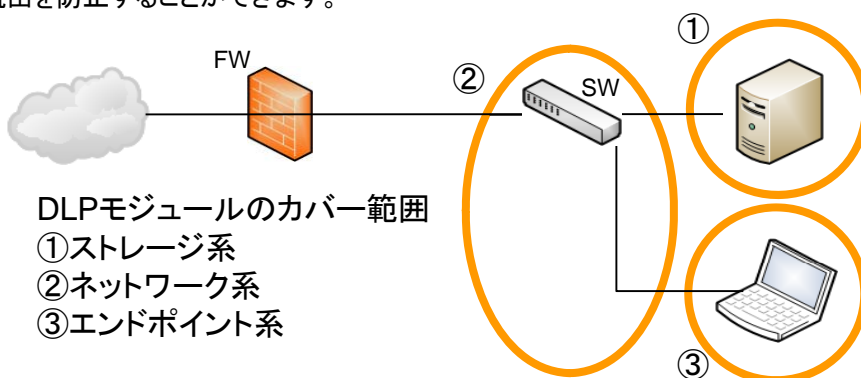 を防止することができます。
①
FW
②
SW
DLPモジュールのカバー範囲
①ストレージ系
②ネットワーク系
③エンドポイント系
③